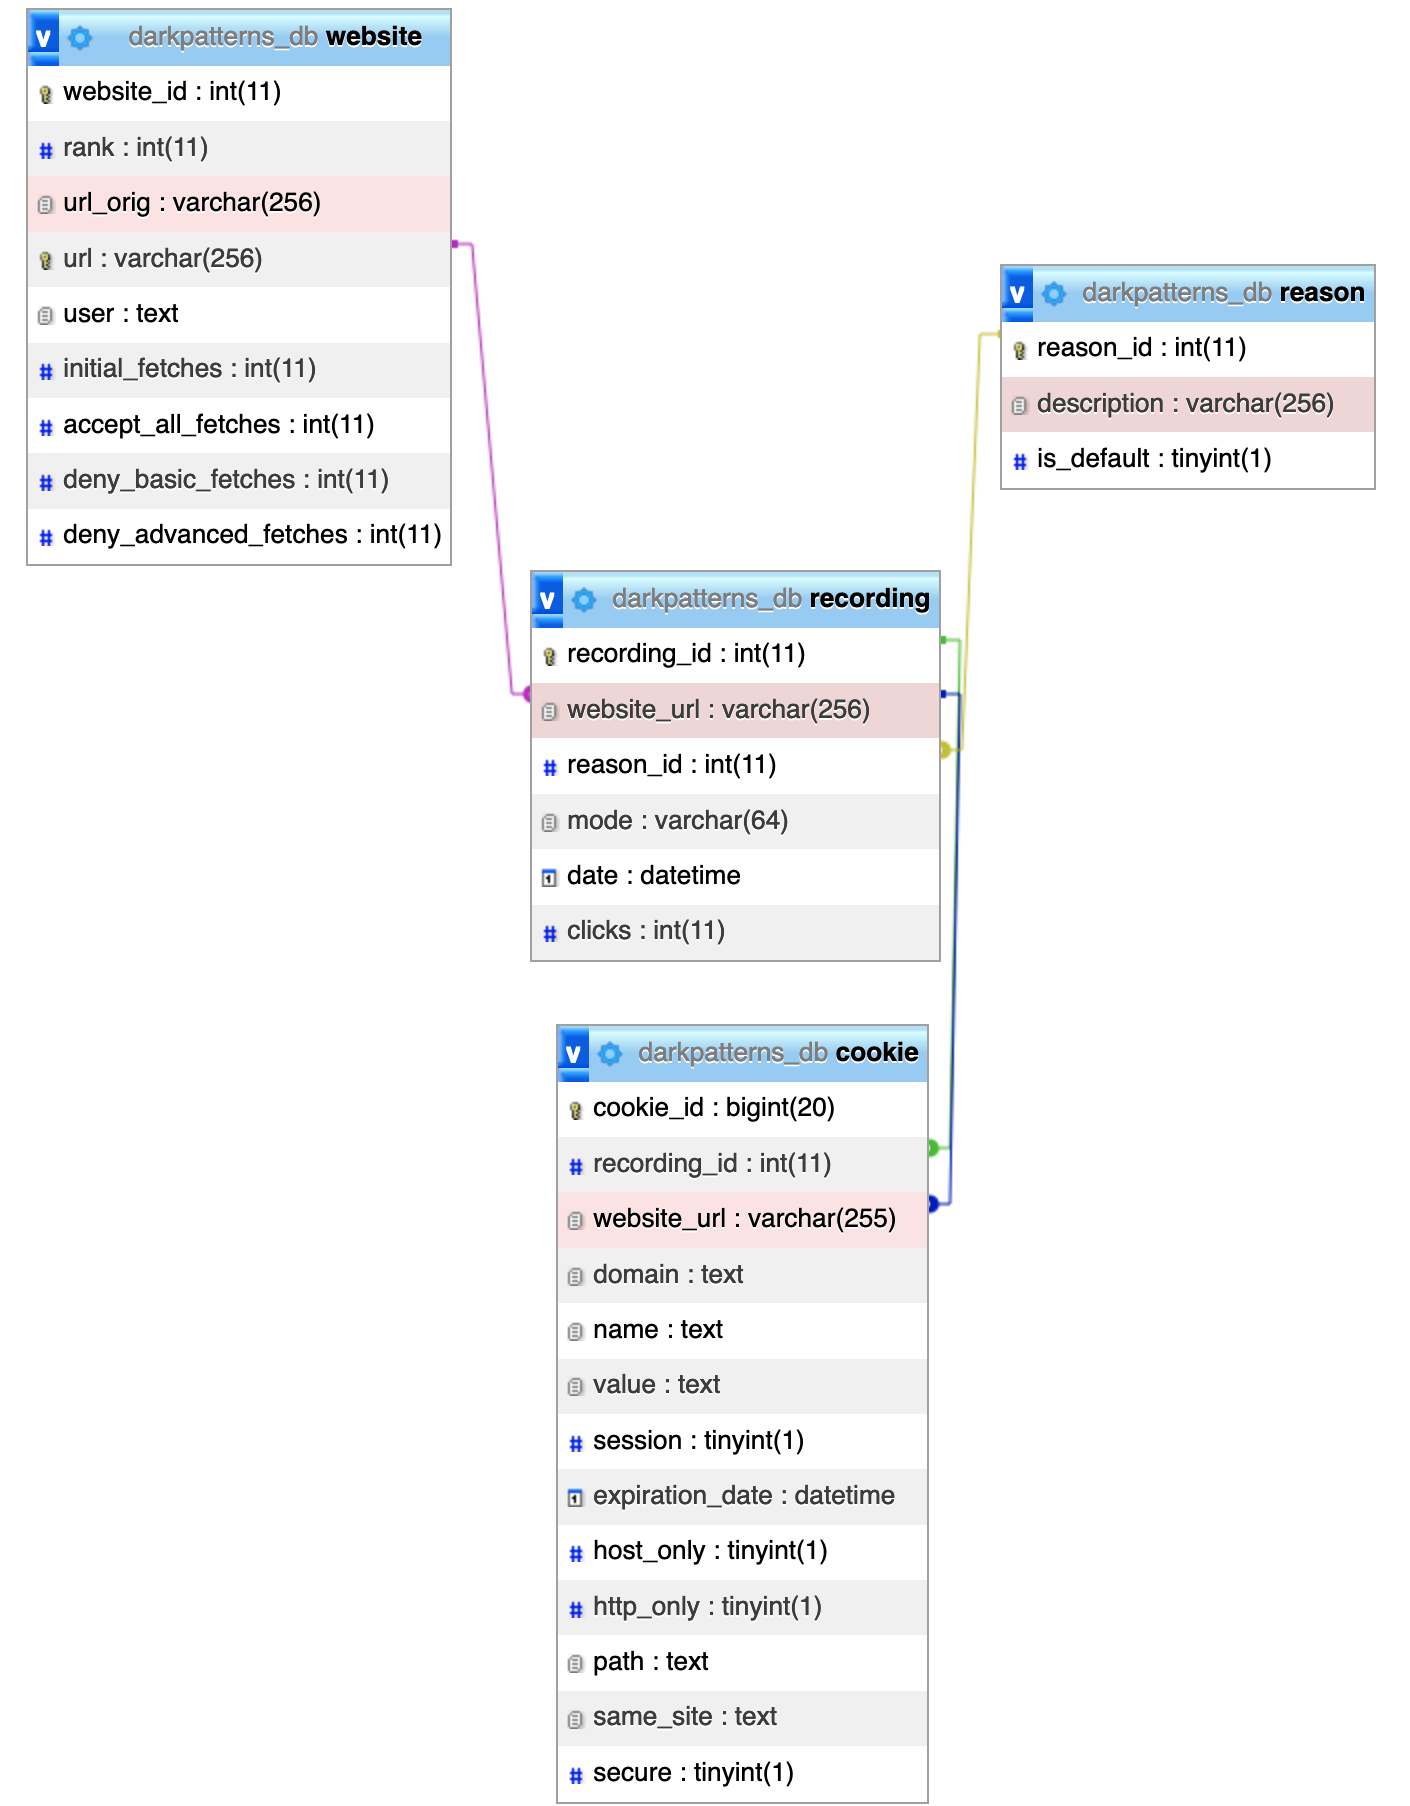 v darkpatterns_db website
website_id : int(11)
# rank : int(11)
url_orig : varchar(256)
url : varchar(256)
user : text
# initial_fetches : int(11)
# accept_all_fetches : int(11)
# deny_basic_fetches : int(11)
# deny_advanced_fetches : int(11)
v darkpatterns_db reason
reason_id : int(11)
description : varchar(256)
# is_default : tinyint(1)
v darkpatterns_db recording
recording_id : int(11)
website_url : varchar(256)
# reason_id : int(11)
mode : varchar(64)
1 date : datetime
# clicks : int(11)
v darkpatterns_db cookie
cookie_id : bigint(20)
# recording_id : int(11)
website_url : varchar(255)
domain : text
name : text
value : text
# session : tinyint(1)
1 expiration_date : datetime
# host_only : tinyint(1)
# http_only : tinyint(1)
path : text
same_site : text
# secure : tinyint(1)